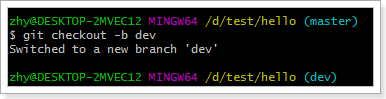 zhy@DESKTOP-2MVEC12 MINGW64 /d/test/hello (master)
$ git checkout -b dev
Switched to a new branch 'dev'
zhy@DESKTOP-2MVEC12 MINGW64 /d/test/hello (dev)